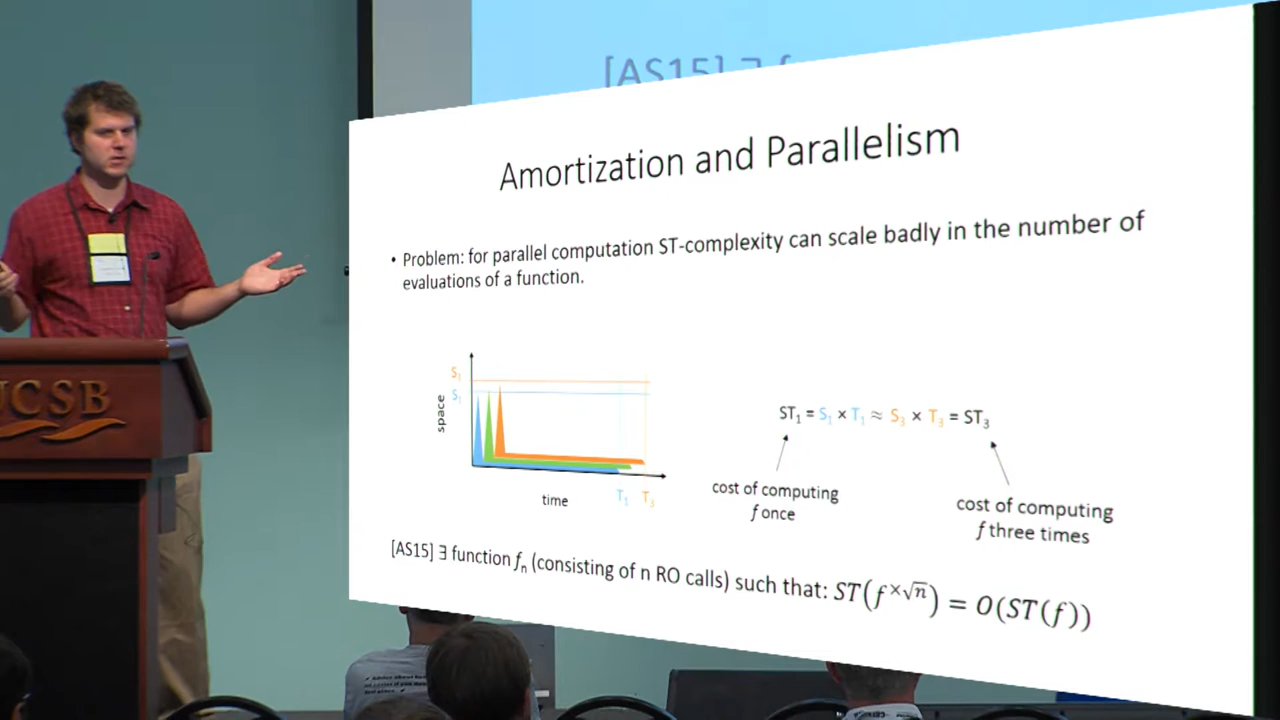 [AS15] ∃ f
Amortization and Parallelism
• Problem: for parallel computation ST-complexity can scale badly in the number of
evaluations of a function.
S₃
S₁
space
time
T₁ T₃
ST₁ = S₁ × T₁ ≈ S₃ × T₃ = ST₃
cost of computing
f once
cost of computing
f three times
[AS15] ∃ function fₙ (consisting of n RO calls) such that: ST(f^{×√n}) = O(ST(f))
UCSB